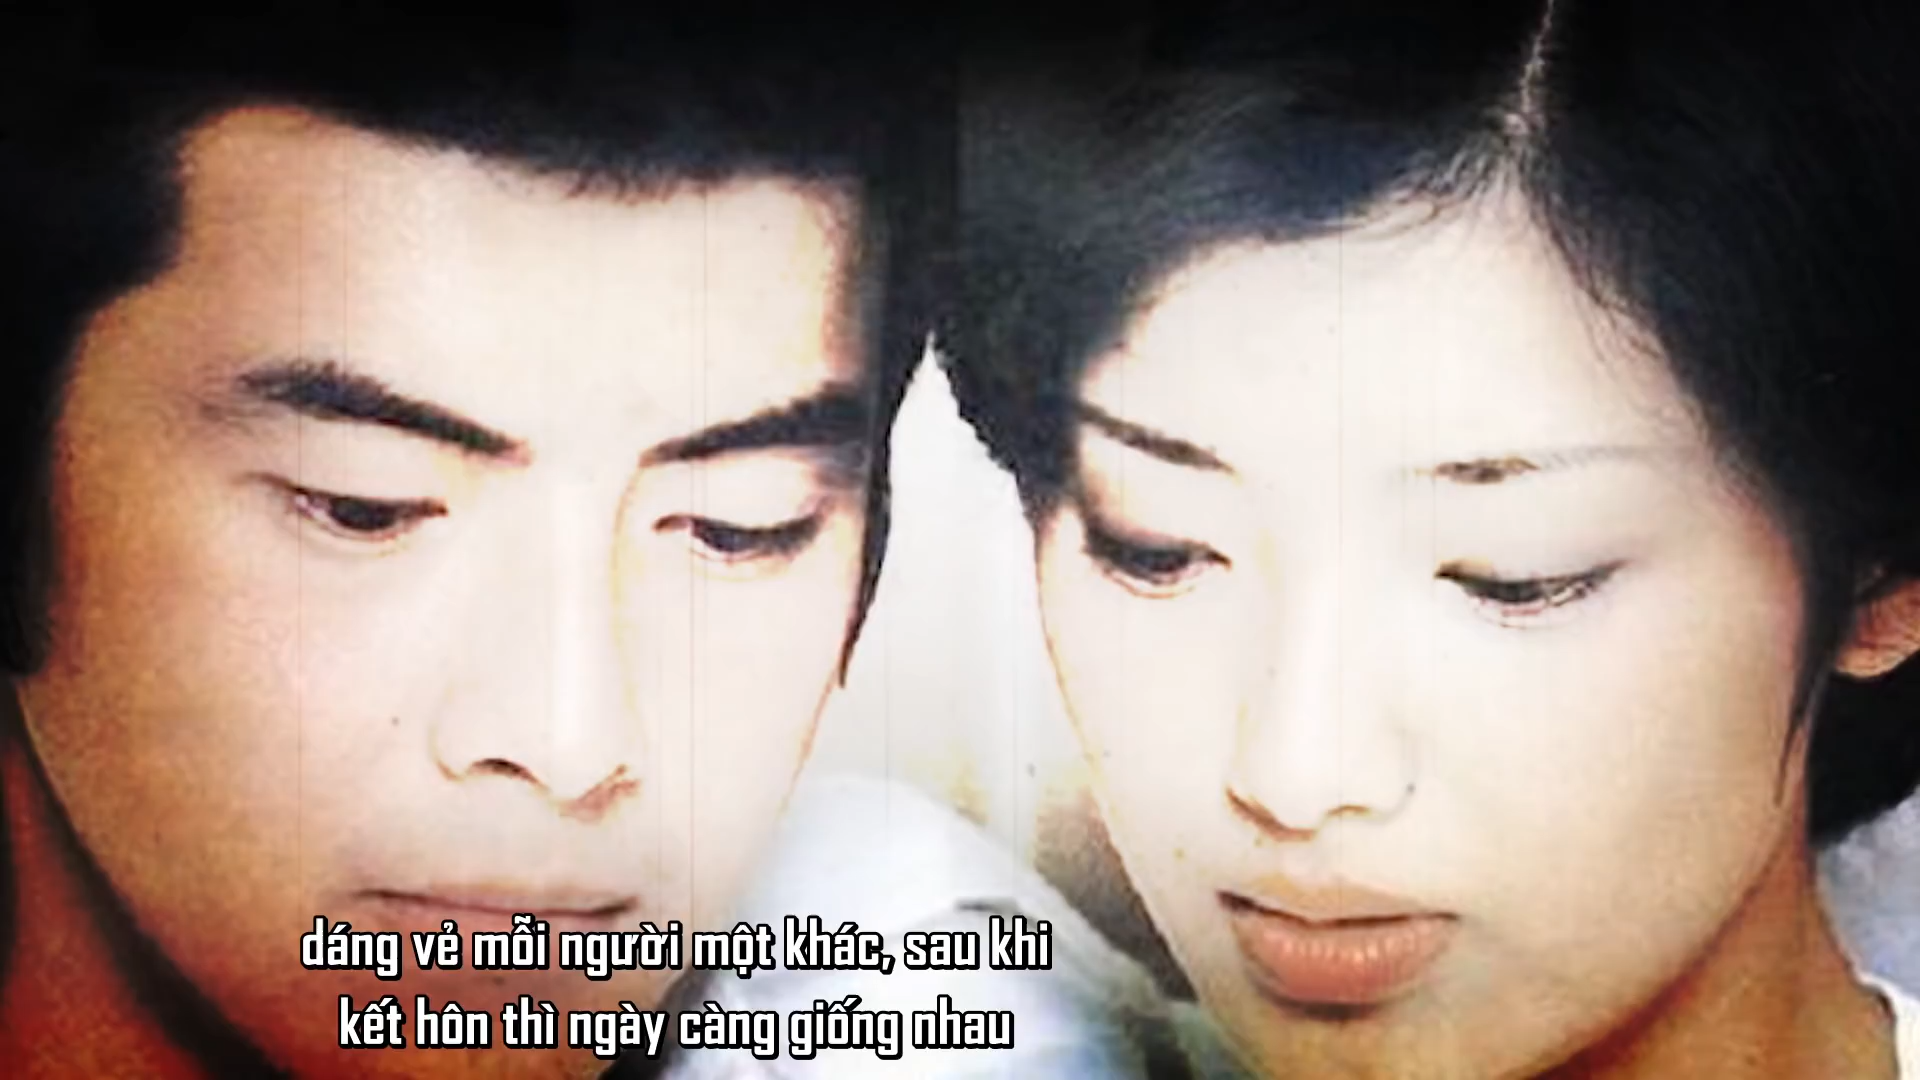 dáng vẻ mỗi người một khác, sau khi
kết hôn thì ngày càng giống nhau